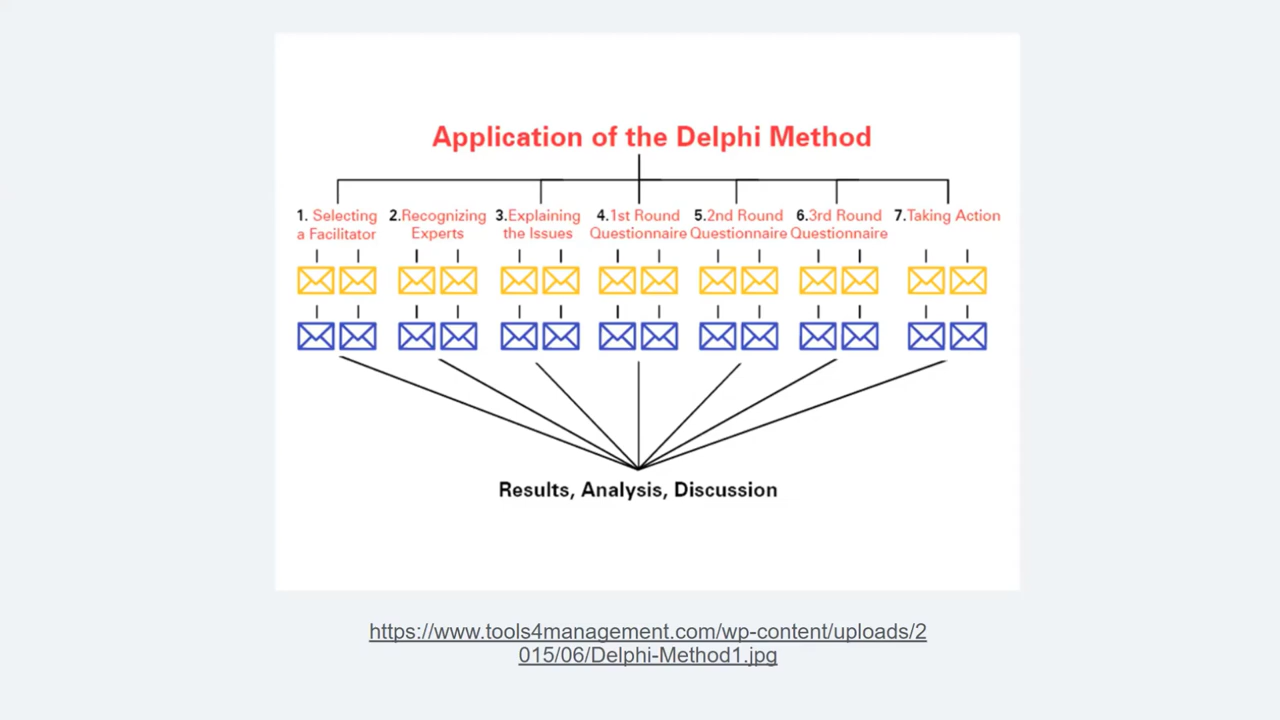 Application of the Delphi Method
1. Selecting
a Facilitator
2.Recognizing
Experts
3.Explaining
the Issues
4.1st Round
Questionnaire
5.2nd Round
Questionnaire
6.3rd Round
Questionnaire
7.Taking Action
Results, Analysis, Discussion
https://www.tools4management.com/wp-content/uploads/2
015/06/Delphi-Method1.jpg